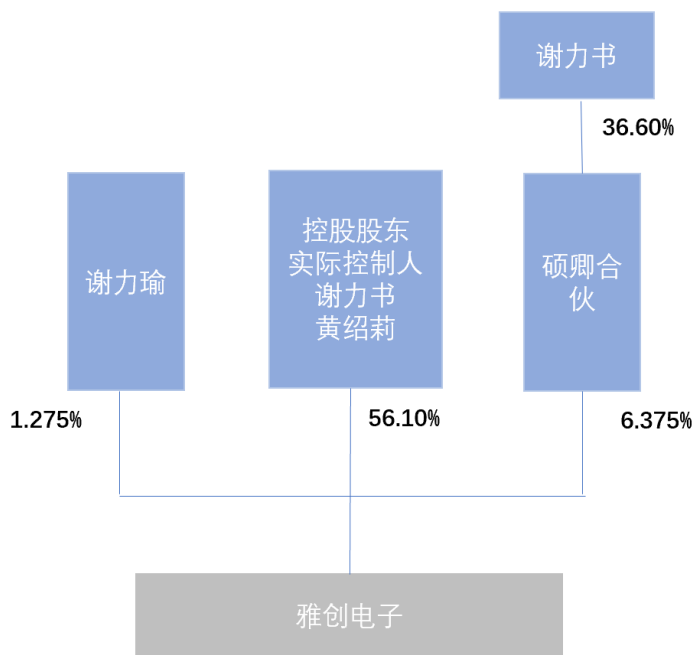 谢力书
36.60%
谢力瑜
控股股东
实际控制人
谢力书
黄绍莉
硕卿合
伙
1.275%
56.10%
6.375%
雅创电子